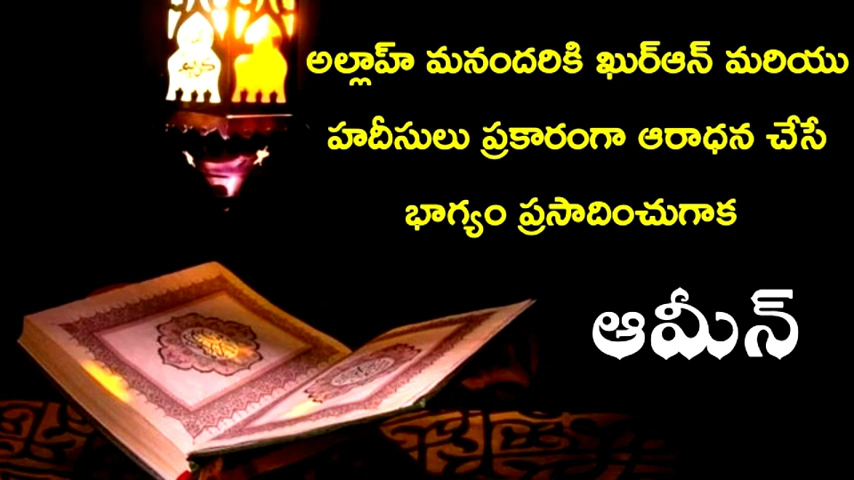 అల్లాహ్ మనందరికి ఖుర్ఆన్ మరియు
హదీసులు ప్రకారంగా ఆరాధన చేసే
భాగ్యం ప్రసాదించుగాక
ఆమీన్